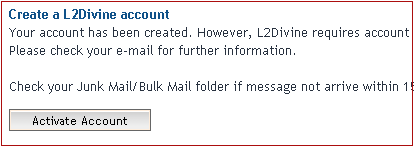 Create a L2Divine account
Your account has been created. However, L2Divine requires account
Please check your e-mail for further information.
Check your Junk Mail/Bulk Mail folder if message not arrive within 15
Activate Account